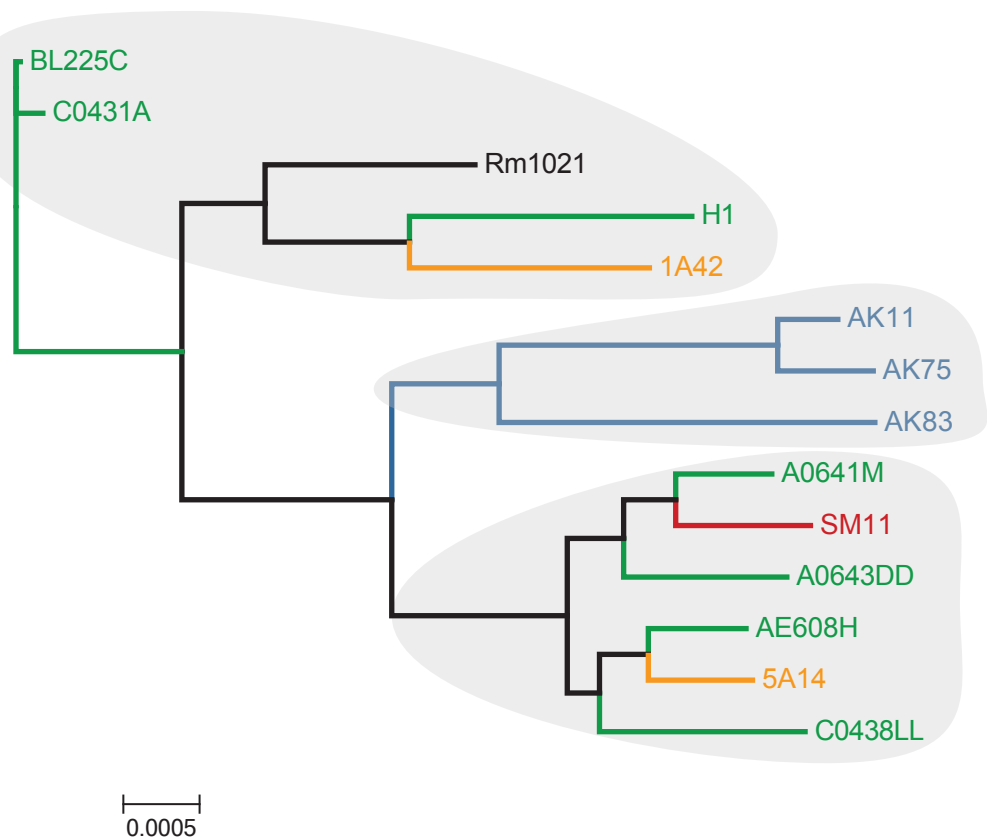 BL225C
C0431A
Rm1021
H1
1A42
AK11
AK75
AK83
A0641M
SM11
A0643DD
AE608H
5A14
C0438LL
0.0005